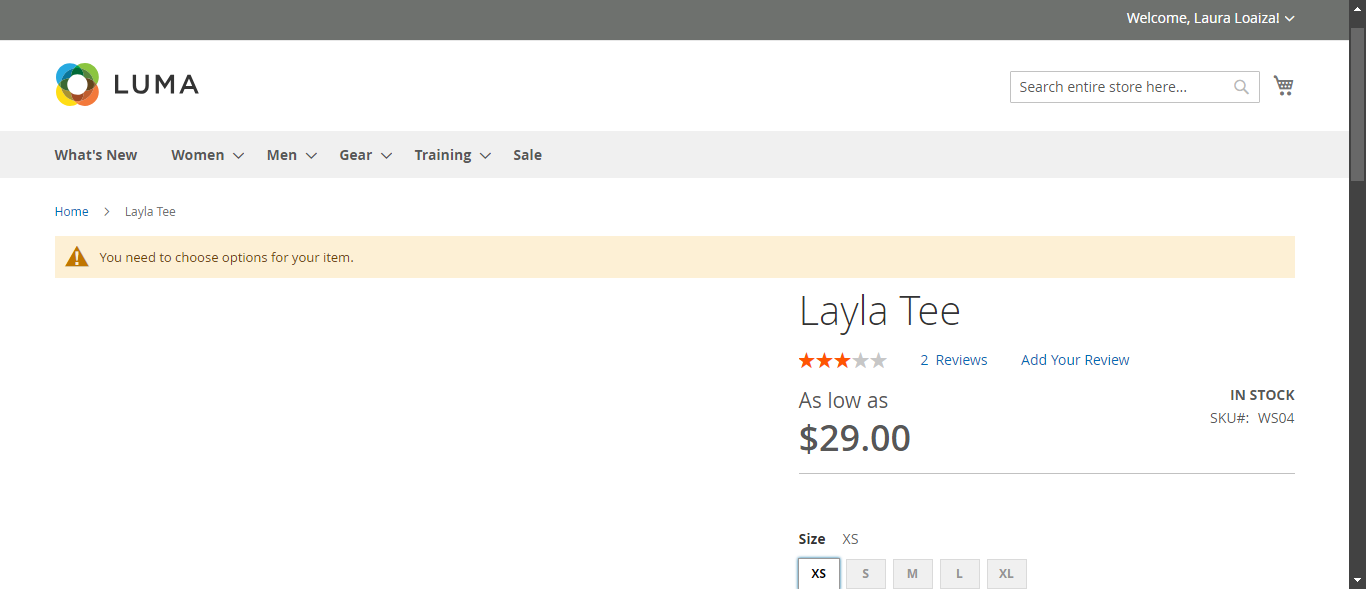 Welcome, Laura Loaizal
LUMA
Search entire store here...
What's New Women Men Gear Training Sale
Home Layla Tee
You need to choose options for your item.
Layla Tee
2 Reviews Add Your Review
As low as
IN STOCK
$29.00
SKU#: WS04
Size XS
XS S M L XL